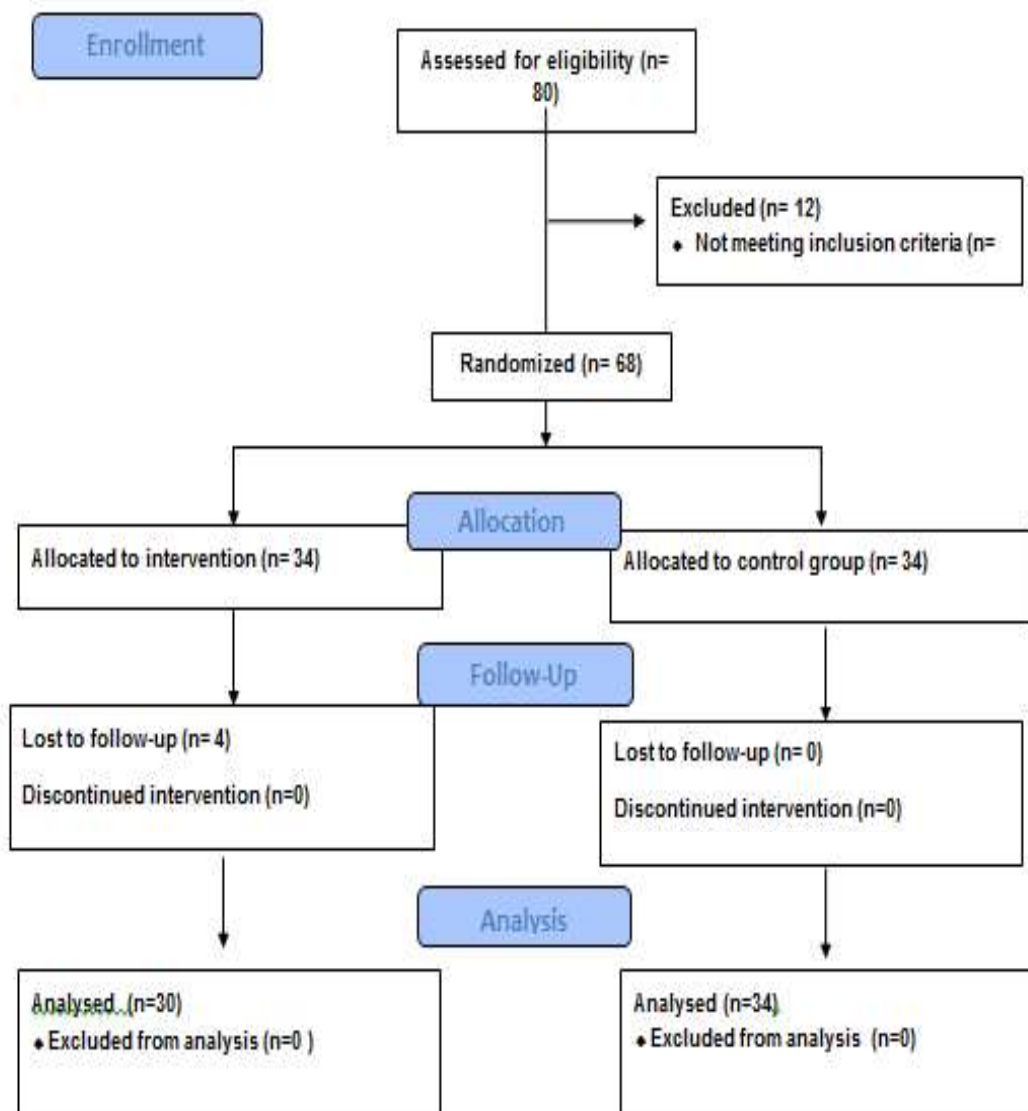 Enrollment
Assessed for eligibility (n=
80)
Excluded (n= 12)
♦ Not meeting inclusion criteria (n=
Randomized (n= 68)
Allocation
Allocated to intervention (n= 34)
Allocated to control group (n= 34)
Follow-Up
Lost to follow-up (n= 4)
Discontinued intervention (n=0)
Lost to follow-up (n= 0)
Discontinued intervention (n=0)
Analysis
Analysed (n=30)
♦ Excluded from analysis (n=0 )
Analysed (n=34)
♦ Excluded from analysis (n=0)